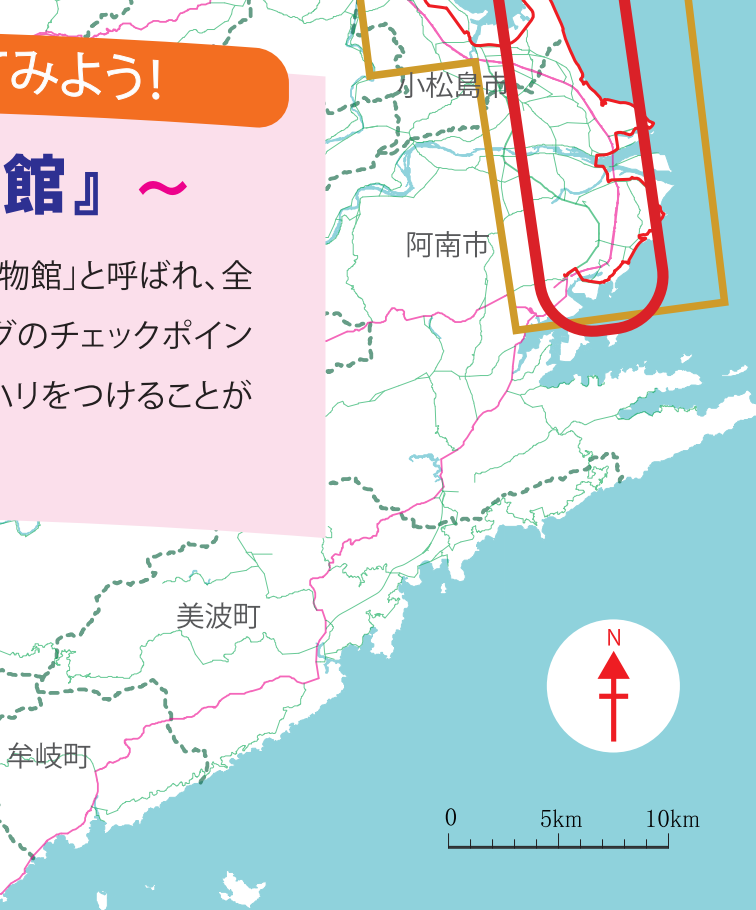 てみよう!
館』 ～
物館」と呼ばれ、全
グのチェックポイン
ハリをつけることが
小松島市
阿南市
美波町
牟岐町
N
0 5km 10km